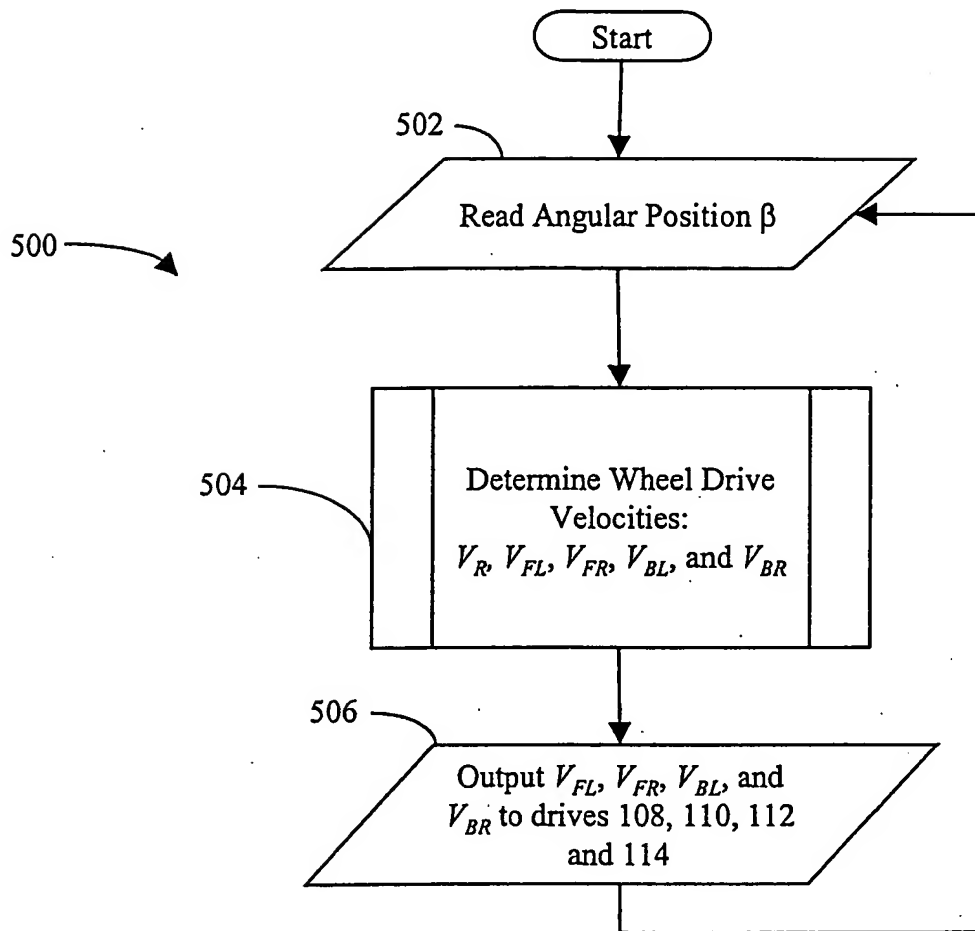 Start
502
Read Angular Position β
500
504
Determine Wheel Drive
Velocities:
V_R, V_FL, V_FR, V_BL, and V_BR
506
Output V_FL, V_FR, V_BL, and
V_BR to drives 108, 110, 112
and 114